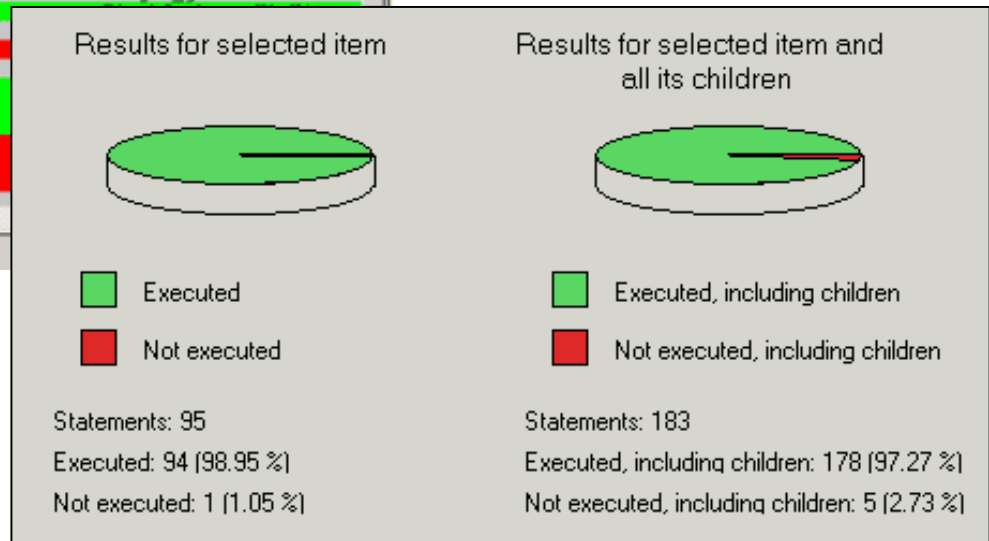 Results for selected item
Results for selected item and
all its children
Executed
Not executed
Executed, including children
Not executed, including children
Statements: 95
Executed: 94 (98.95 %)
Not executed: 1 (1.05 %)
Statements: 183
Executed, including children: 178 (97.27 %)
Not executed, including children: 5 (2.73 %)